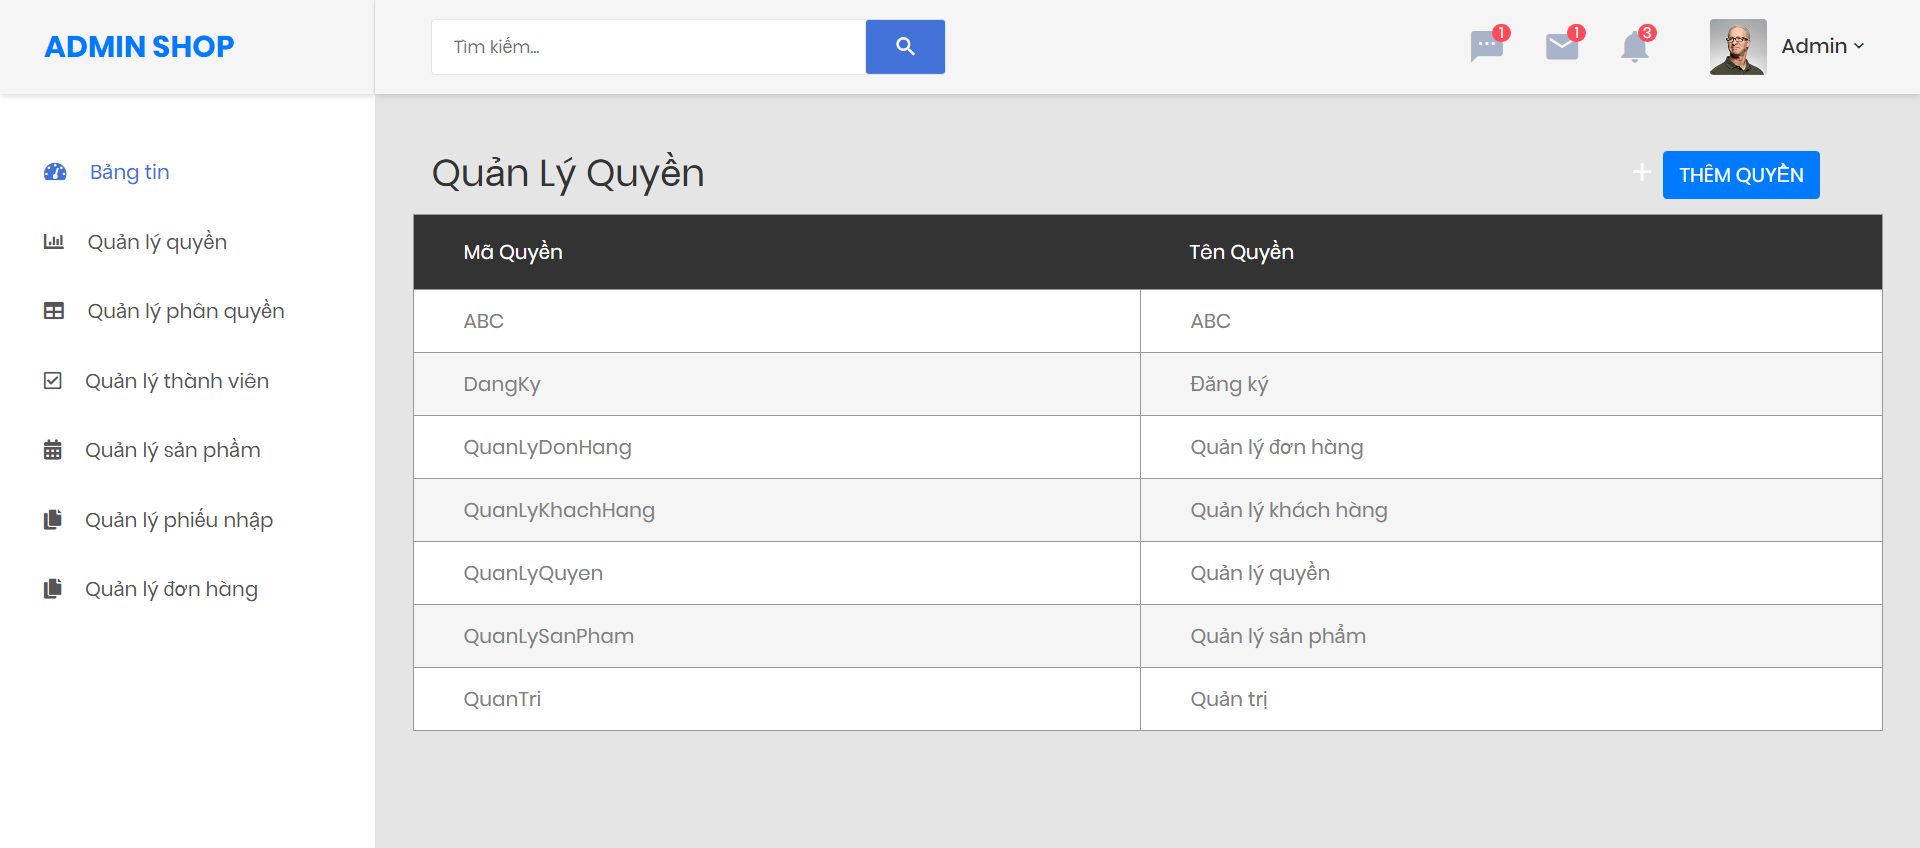 ADMIN SHOP
Tìm kiếm...
1
1
3
Admin
Bảng tin
Quản lý quyền
Quản lý phân quyền
Quản lý thành viên
Quản lý sản phẩm
Quản lý phiếu nhập
Quản lý đơn hàng
Quản Lý Quyền
+ THÊM QUYỀN
Mã Quyền Tên Quyền
ABC ABC
DangKy Đăng ký
QuanLyDonHang Quản lý đơn hàng
QuanLyKhachHang Quản lý khách hàng
QuanLyQuyen Quản lý quyền
QuanLySanPham Quản lý sản phẩm
QuanTri Quản trị